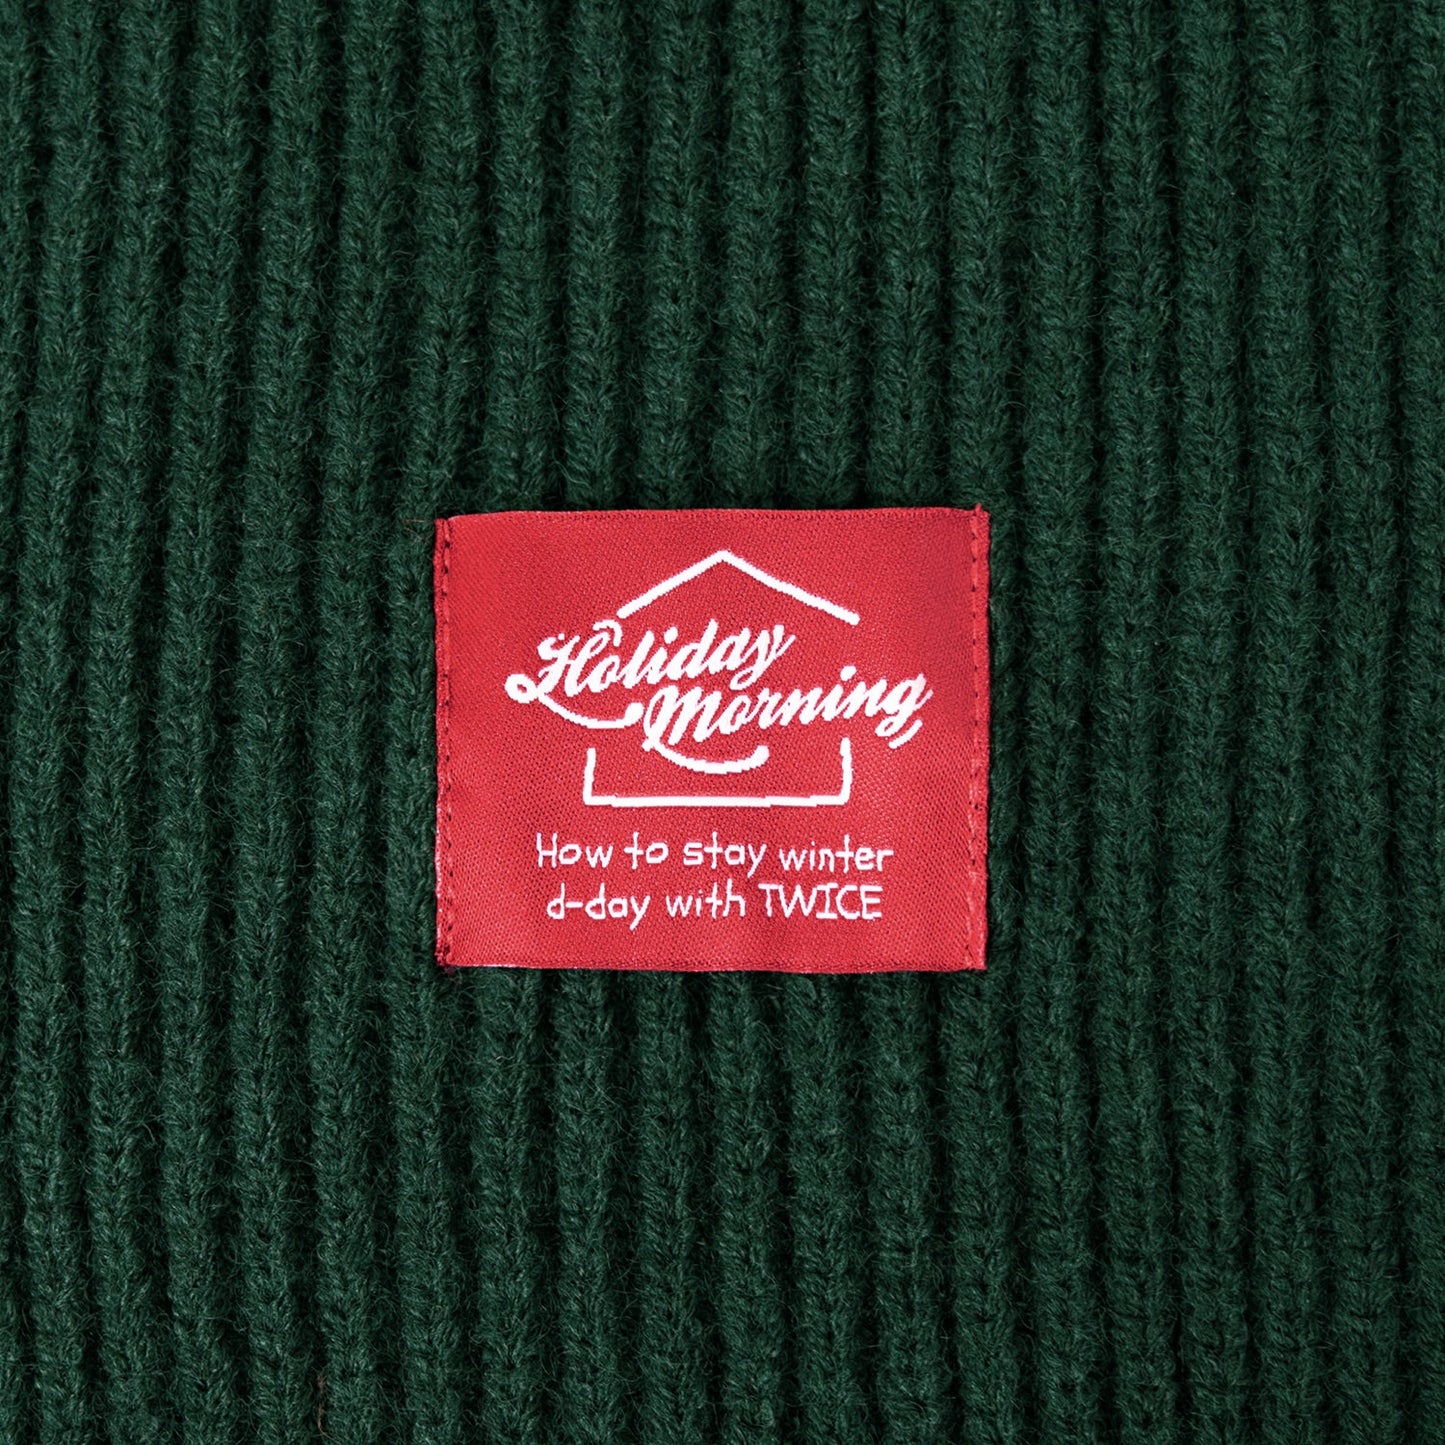 Holiday
Morning
How to stay winter
d-day with TWICE